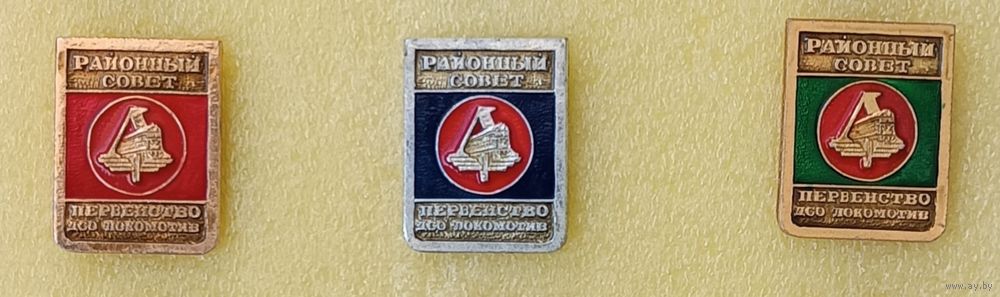 РАЙОННЫЙ
СОВЕТ
ПЕРВЕНСТВО
ДСО ЛОКОМОТИВ
РАЙОННЫЙ
СОВЕТ
ПЕРВЕНСТВО
ДСО ЛОКОМОТИВ
РАЙОННЫЙ
СОВЕТ
ПЕРВЕНСТВО
ДСО ЛОКОМОТИВ
www.ay.by